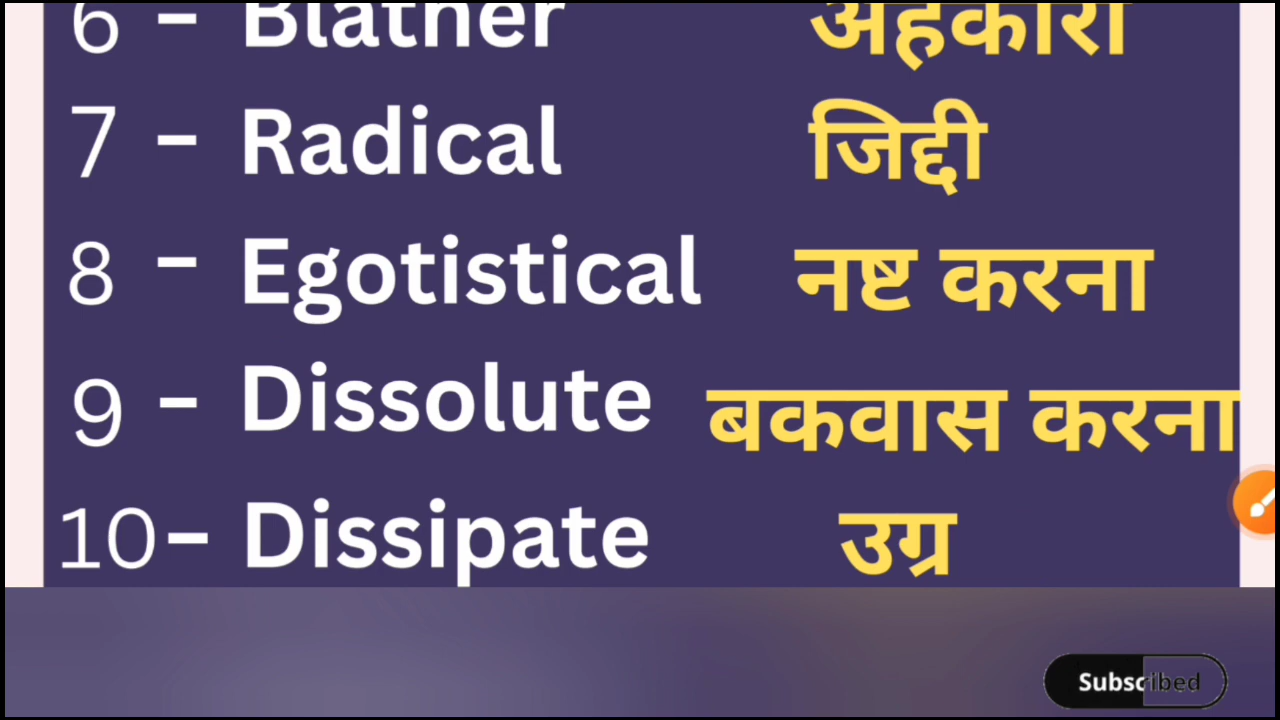 6 - Blather अहंकारी
7 - Radical जिद्दी
8 - Egotistical नष्ट करना
9 - Dissolute बकवास करना
10- Dissipate उग्र
Subscribed